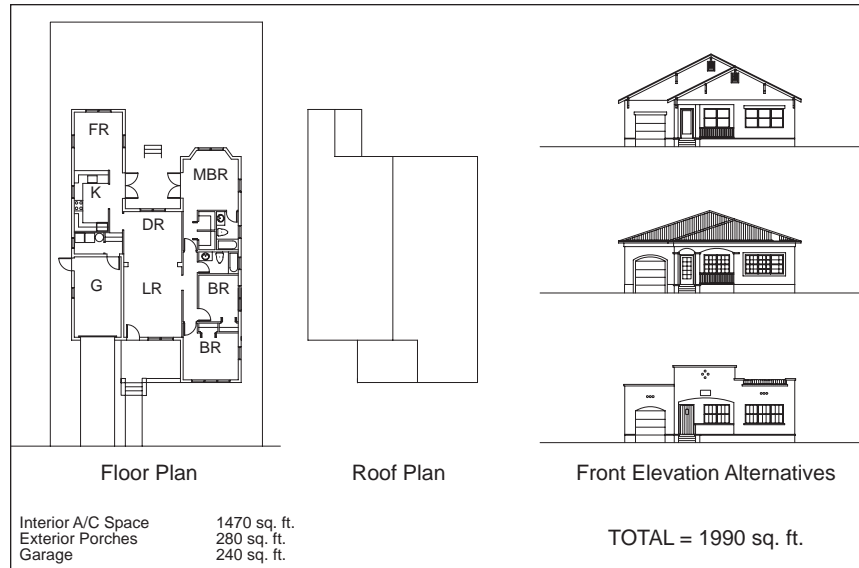 FR
MBR
K
DR
G
LR
BR
BR
Floor Plan
Roof Plan
Front Elevation Alternatives
Interior A/C Space 1470 sq. ft.
Exterior Porches 280 sq. ft.
Garage 240 sq. ft.
TOTAL = 1990 sq. ft.